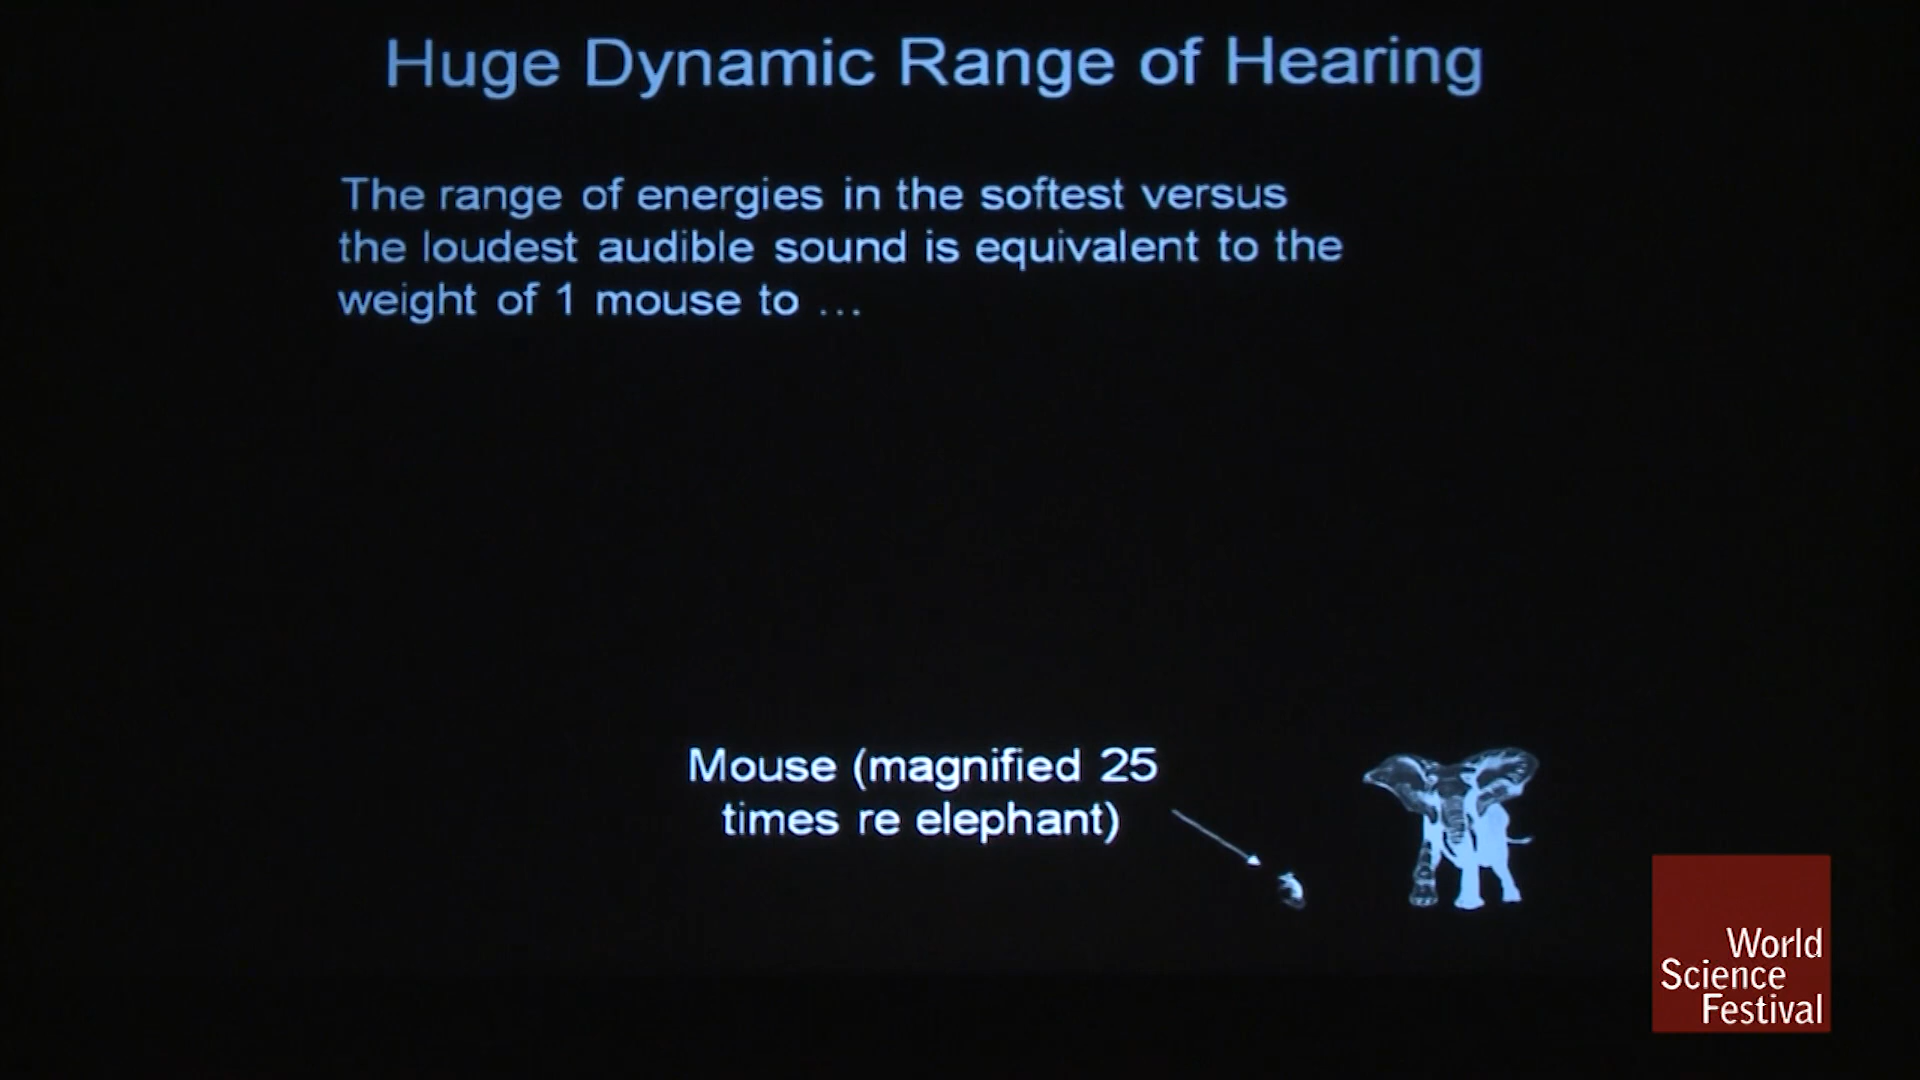 Huge Dynamic Range of Hearing
The range of energies in the softest versus
the loudest audible sound is equivalent to the
weight of 1 mouse to ...
Mouse (magnified 25
times re elephant)
World
Science
Festival